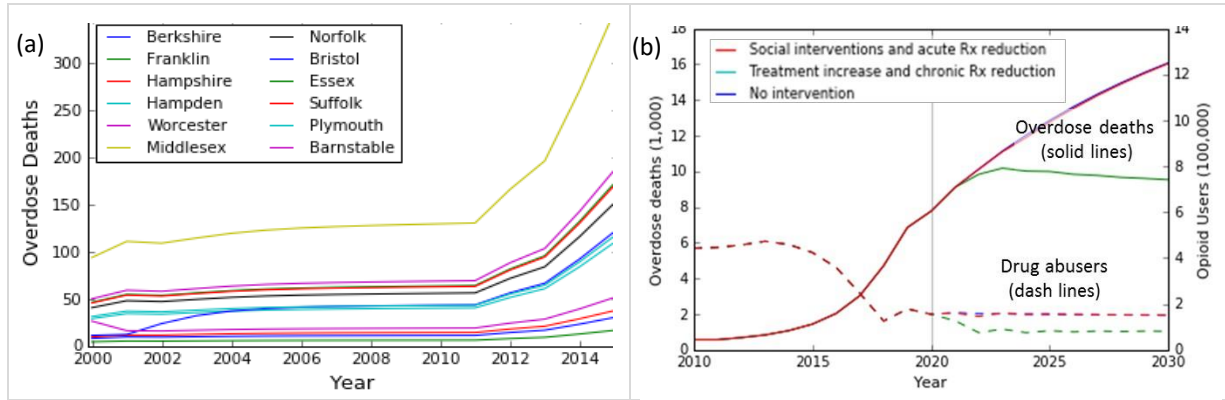 (a)
Berkshire
Franklin
Hampshire
Hampden
Worcester
Middlesex
Norfolk
Bristol
Essex
Suffolk
Plymouth
Barnstable
Overdose Deaths
300
250
200
150
100
50
0
2000 2002 2004 2006 2008 2010 2012 2014
Year
(b)
Social interventions and acute Rx reduction
Treatment increase and chronic Rx reduction
No intervention
Overdose deaths
(solid lines)
Drug abusers
(dash lines)
Overdose deaths (1,000)
18
16
14
12
10
8
6
4
2
0
Opioid Users (100,000)
14
12
10
8
6
4
2
0
2010 2015 2020 2025 2030
Year